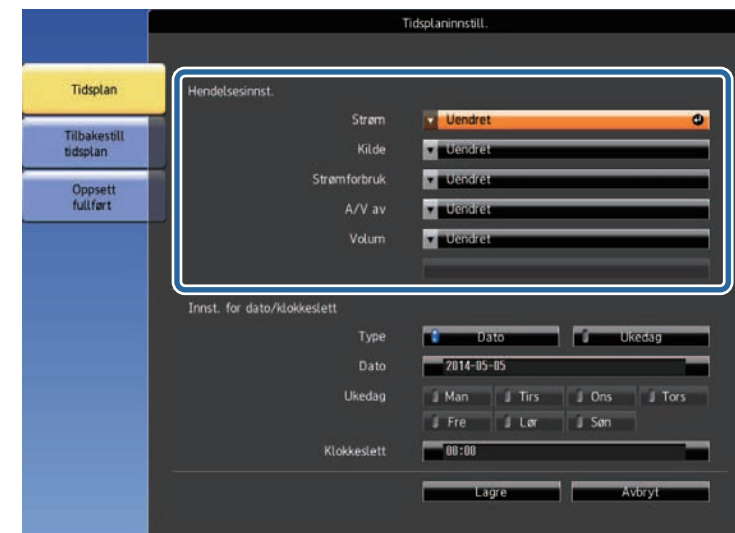 Tidsplaninnstill.
Tidsplan
Tilbakestill
tidsplan
Oppsett
fullført
Hendelsesinnst.
Strøm Uendret
Kilde Uendret
Strømforbruk Uendret
A/V av Uendret
Volum Uendret
Innst. for dato/klokkeslett
Type Dato Ukedag
Dato 2014-05-05
Ukedag Man Tirs Ons Tors
Fre Lør Søn
Klokkeslett 00:00
Lagre Avbryt